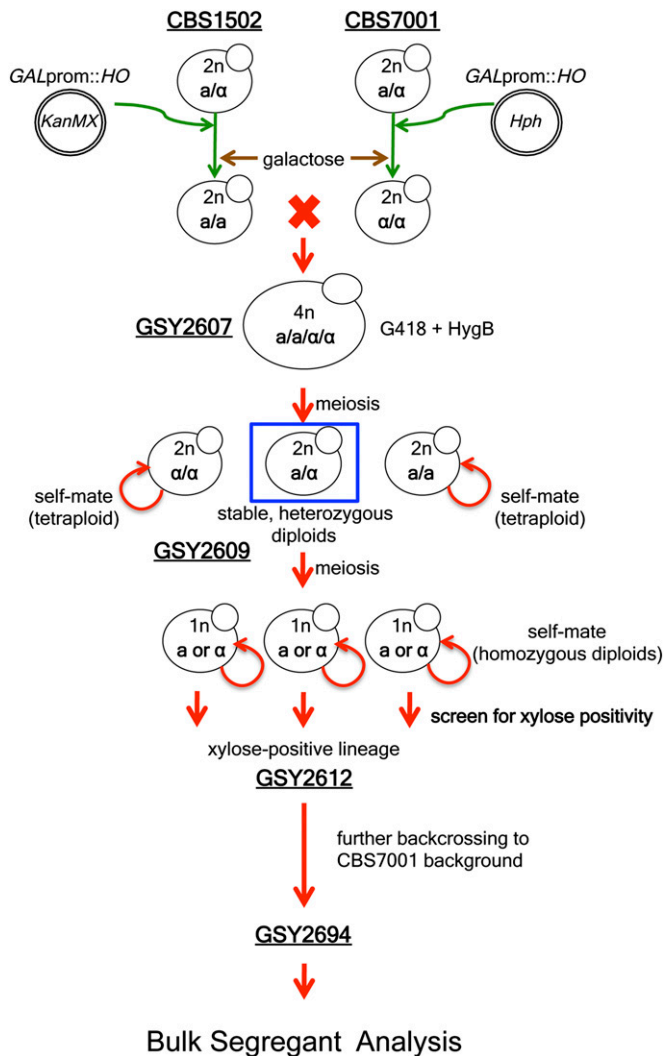 CBS1502
CBS7001
GALprom::HO
GALprom::HO
2n
a/α
2n
a/α
KanMX
Hph
galactose
2n
a/a
2n
α/α
4n
a/a/α/α
GSY2607
G418 + HygB
meiosis
2n
α/α
2n
a/α
2n
a/a
self-mate
(tetraploid)
self-mate
(tetraploid)
stable, heterozygous
diploids
GSY2609
meiosis
1n
a or α
1n
a or α
1n
a or α
self-mate
(homozygous diploids)
screen for xylose positivity
xylose-positive lineage
GSY2612
further backcrossing to
CBS7001 background
GSY2694
Bulk Segregant Analysis